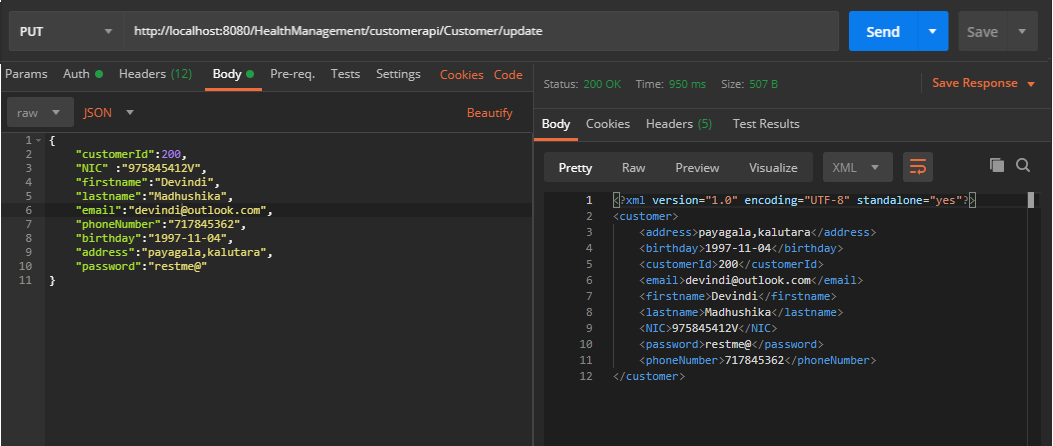 PUT http://localhost:8080/HealthManagement/customerapi/Customer/update Send Save
Params Auth Headers (12) Body Pre-req. Tests Settings Cookies Code
raw JSON Beautify
1 {
2 "customerId":200,
3 "NIC" :"975845412V",
4 "firstname":"Devindi",
5 "lastname":"Madhushika",
6 "email":"devindi@outlook.com",
7 "phoneNumber":"717845362",
8 "birthday":"1997-11-04",
9 "address":"payagala,kalutara",
10 "password":"restme@"
11 }
Status: 200 OK Time: 950 ms Size: 507 B Save Response
Body Cookies Headers (5) Test Results
Pretty Raw Preview Visualize XML
1 <?xml version="1.0" encoding="UTF-8" standalone="yes"?>
2 <customer>
3 <address>payagala,kalutara</address>
4 <birthday>1997-11-04</birthday>
5 <customerId>200</customerId>
6 <email>devindi@outlook.com</email>
7 <firstname>Devindi</firstname>
8 <lastname>Madhushika</lastname>
9 <NIC>975845412V</NIC>
10 <password>restme@</password>
11 <phoneNumber>717845362</phoneNumber>
12 </customer>